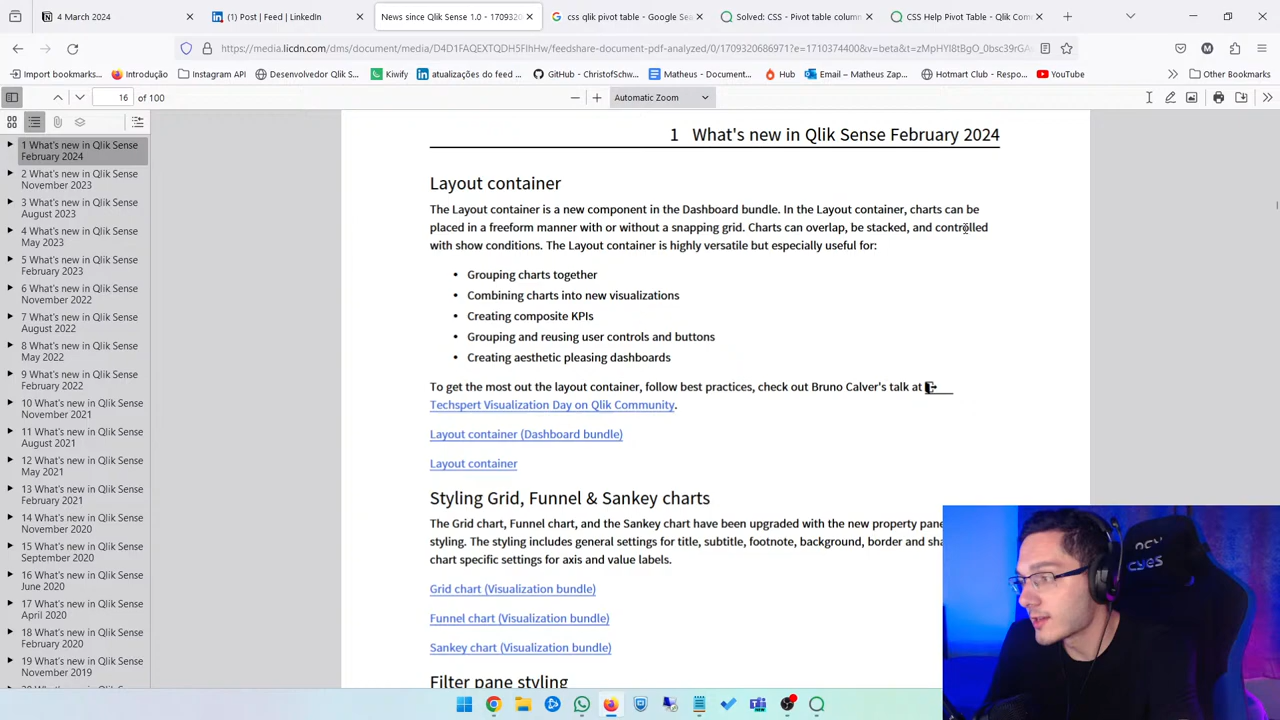 4 March 2024
(1) Post | Feed | LinkedIn
News since Qlik Sense 1.0 - 1709320
css qlik pivot table - Google Sea
Solved: CSS - Pivot table column
CSS Help Pivot Table - Qlik Com
https://media.licdn.com/dms/document/media/D4D1FAQEXTQDH5FIhHw/feedshare-document-pdf-analyzed/0/1709320686971?e=1710374400&v=beta&t=zMpHYI8tBgO_0bsc39rGA
Import bookmarks...
Introdução
Instagram API
Desenvolvedor Qlik S...
Kiwify
atualizações do feed ...
GitHub - ChristofSchw...
Matheus - Document...
Hub
Email – Matheus Zap...
Hotmart Club - Respo...
YouTube
Other Bookmarks
16 of 100
Automatic Zoom
1 What's new in Qlik Sense
February 2024
2 What's new in Qlik Sense
November 2023
3 What's new in Qlik Sense
August 2023
4 What's new in Qlik Sense
May 2023
5 What's new in Qlik Sense
February 2023
6 What's new in Qlik Sense
November 2022
7 What's new in Qlik Sense
August 2022
8 What's new in Qlik Sense
May 2022
9 What's new in Qlik Sense
February 2022
10 What's new in Qlik Sense
November 2021
11 What's new in Qlik Sense
August 2021
12 What's new in Qlik Sense
May 2021
13 What's new in Qlik Sense
February 2021
14 What's new in Qlik Sense
November 2020
15 What's new in Qlik Sense
September 2020
16 What's new in Qlik Sense
June 2020
17 What's new in Qlik Sense
April 2020
18 What's new in Qlik Sense
February 2020
19 What's new in Qlik Sense
November 2019
1 What's new in Qlik Sense February 2024
Layout container
The Layout container is a new component in the Dashboard bundle. In the Layout container, charts can be
placed in a freeform manner with or without a snapping grid. Charts can overlap, be stacked, and controlled
with show conditions. The Layout container is highly versatile but especially useful for:
• Grouping charts together
• Combining charts into new visualizations
• Creating composite KPIs
• Grouping and reusing user controls and buttons
• Creating aesthetic pleasing dashboards
To get the most out the layout container, follow best practices, check out Bruno Calver's talk at
Techspert Visualization Day on Qlik Community.
Layout container (Dashboard bundle)
Layout container
Styling Grid, Funnel & Sankey charts
The Grid chart, Funnel chart, and the Sankey chart have been upgraded with the new property pane
styling. The styling includes general settings for title, subtitle, footnote, background, border and sha
chart specific settings for axis and value labels.
Grid chart (Visualization bundle)
Funnel chart (Visualization bundle)
Sankey chart (Visualization bundle)
Filter pane styling